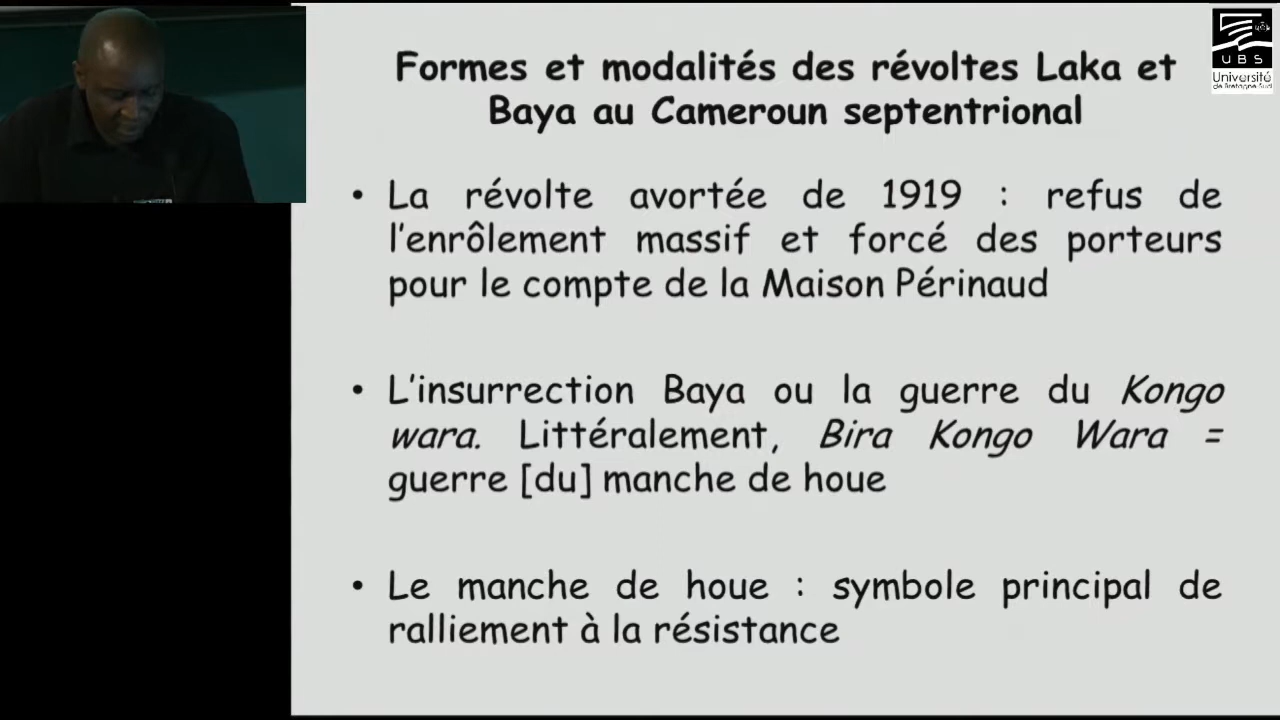 Formes et modalités des révoltes Laka et
Baya au Cameroun septentrional
• La révolte avortée de 1919 : refus de
l'enrôlement massif et forcé des porteurs
pour le compte de la Maison Périnaud
• L'insurrection Baya ou la guerre du Kongo
wara. Littéralement, Bira Kongo Wara =
guerre [du] manche de houe
• Le manche de houe : symbole principal de
ralliement à la résistance
UBS
Université
de Bretagne Sud